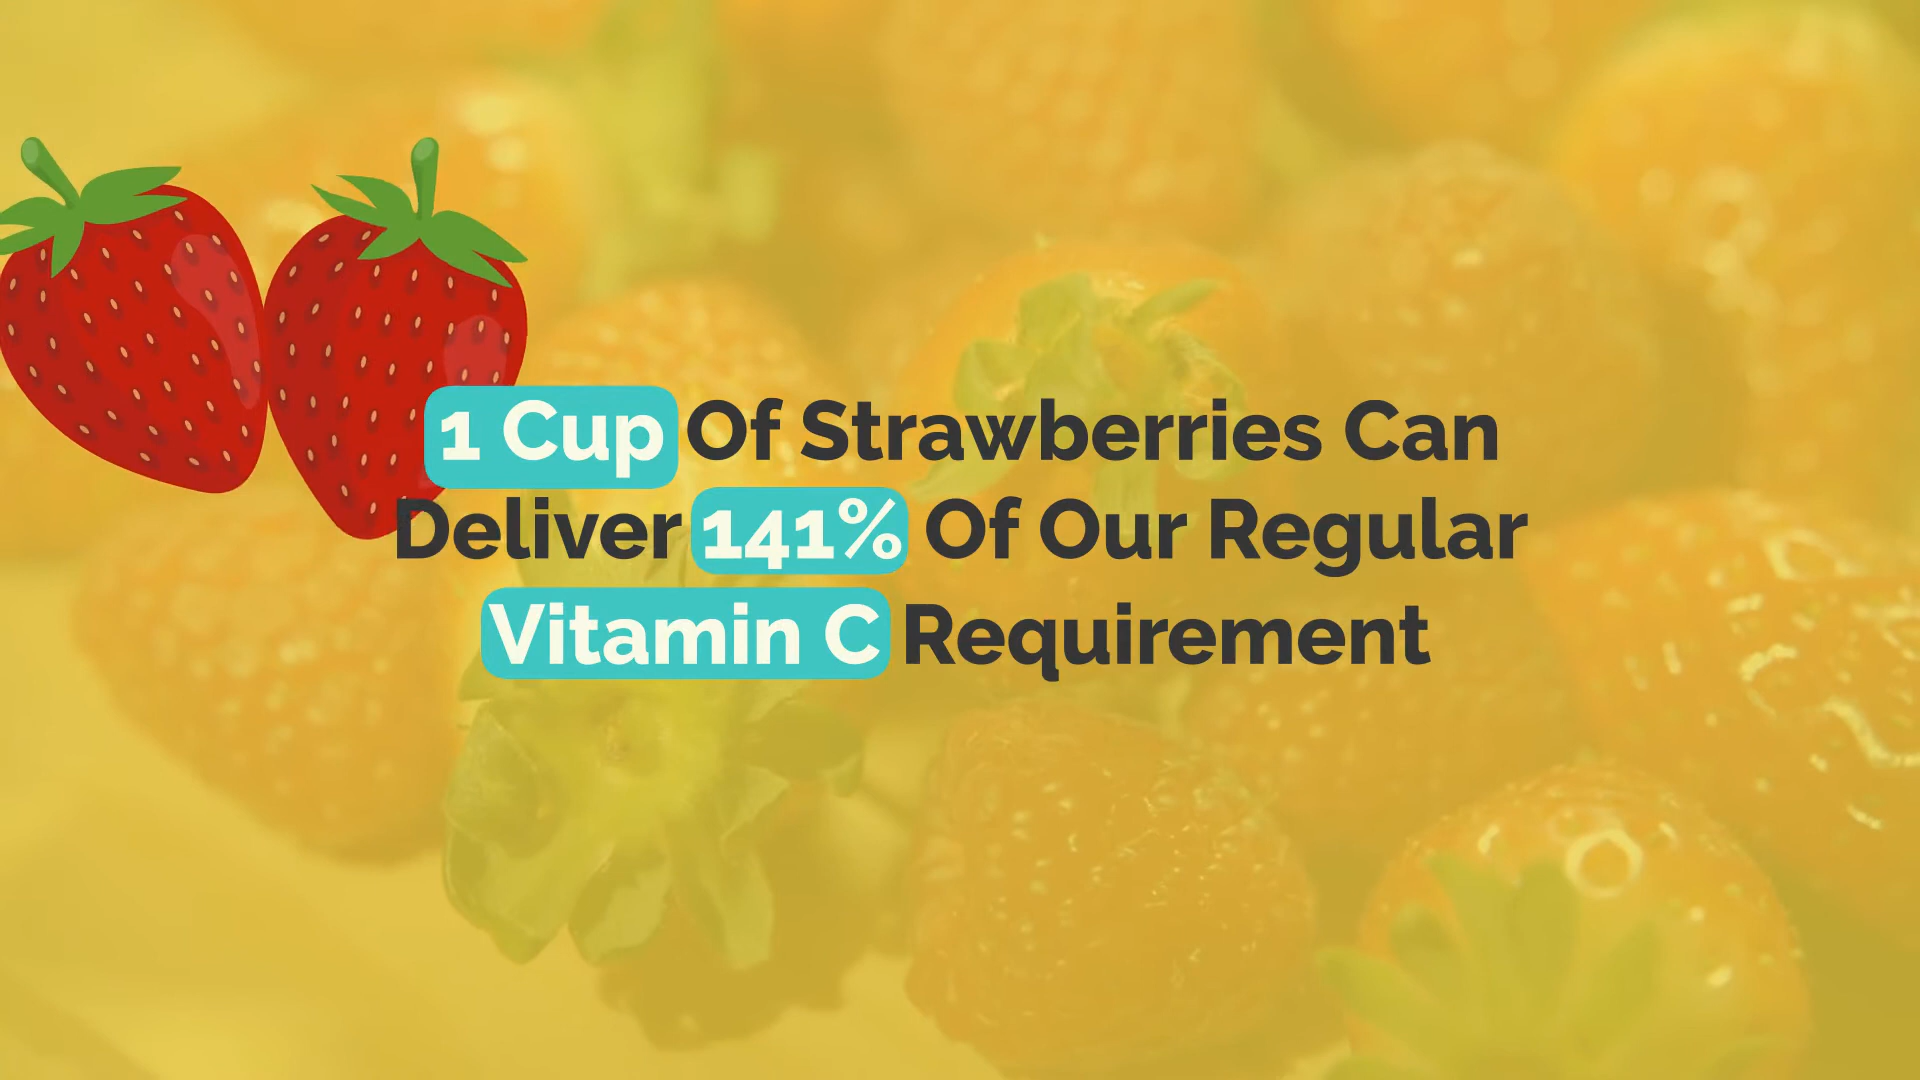 1 Cup Of Strawberries Can
Deliver 141% Of Our Regular
Vitamin C Requirement